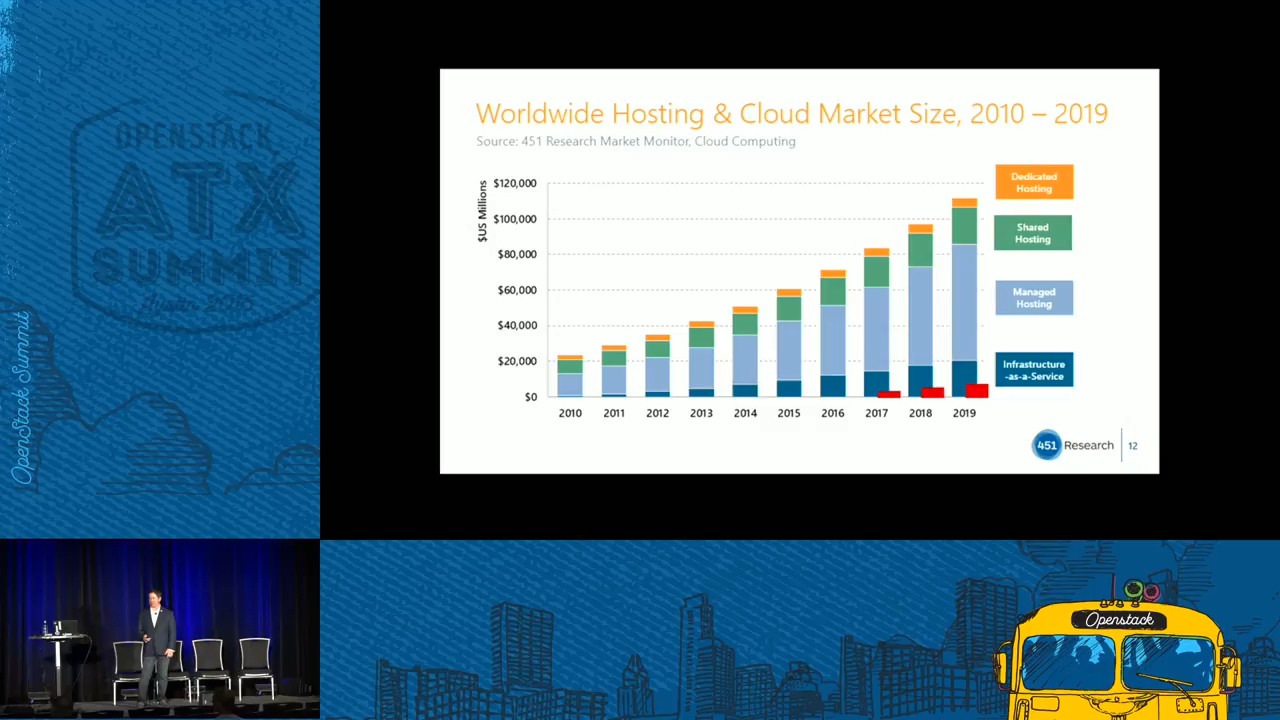 OPENSTACK
ATX
SUMMIT
OpenStack Summit
Worldwide Hosting & Cloud Market Size, 2010 – 2019
Source: 451 Research Market Monitor, Cloud Computing
$US Millions
$120,000
$100,000
$80,000
$60,000
$40,000
$20,000
$0
2010 2011 2012 2013 2014 2015 2016 2017 2018 2019
Dedicated
Hosting
Shared
Hosting
Managed
Hosting
Infrastructure
-as-a-Service
451 Research 12
Openstack